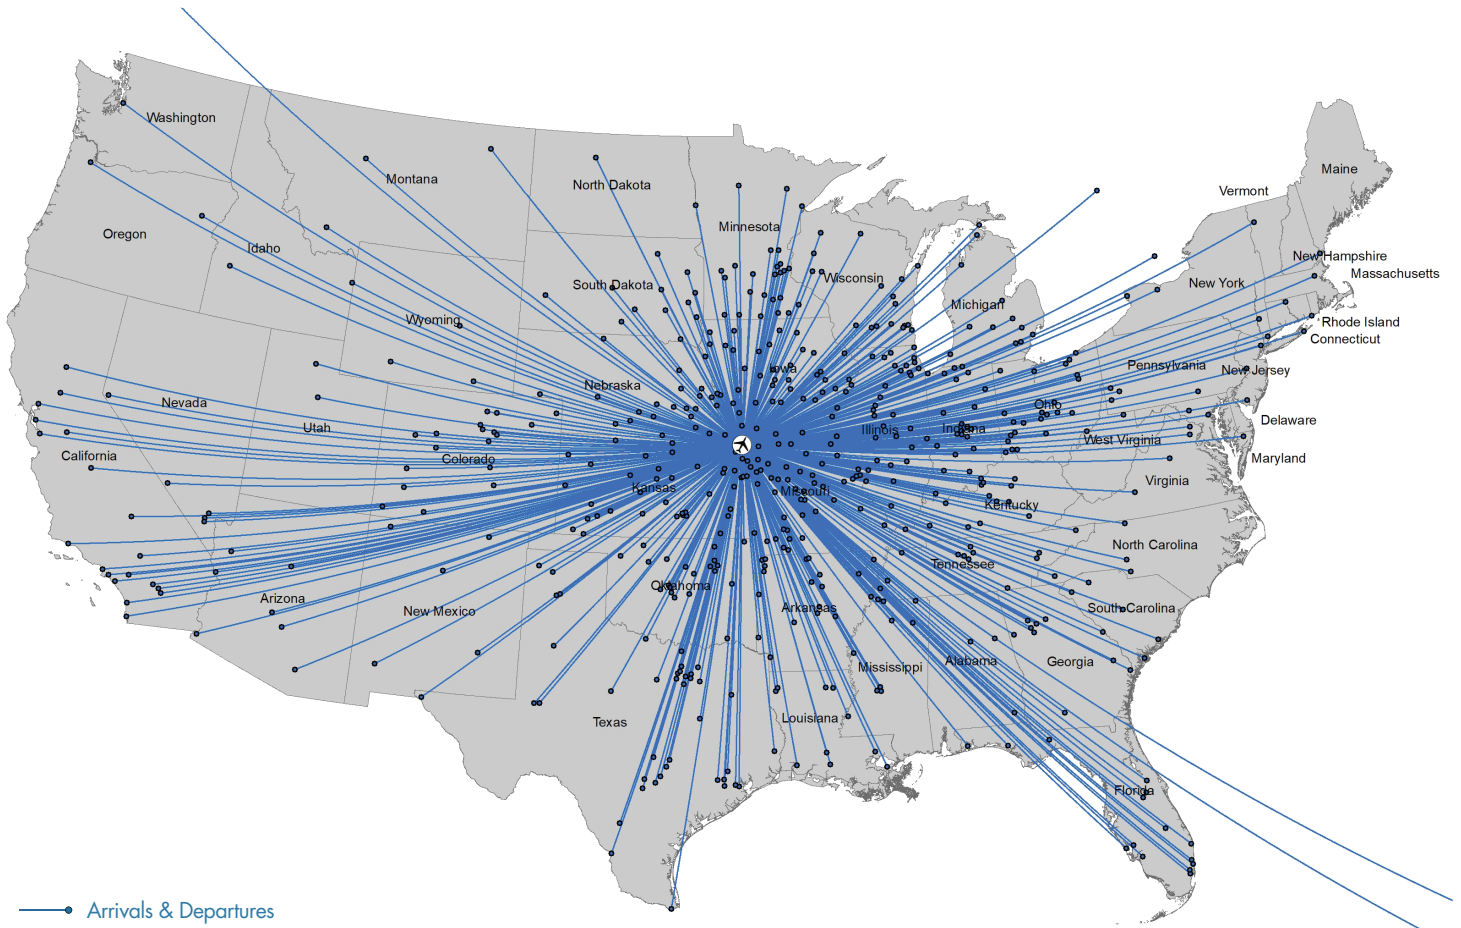 Washington
Montana
North Dakota
Minnesota
Maine
Vermont
Oregon
Idaho
Wisconsin
New Hampshire
Massachusetts
South Dakota
Michigan
New York
Wyoming
Rhode Island
Connecticut
Iowa
Pennsylvania
New Jersey
Nebraska
Nevada
Ohio
Utah
Illinois
Indiana
Delaware
West Virginia
California
Colorado
Maryland
Kansas
Missouri
Virginia
Kentucky
North Carolina
Tennessee
Oklahoma
Arizona
New Mexico
Arkansas
South Carolina
Mississippi
Alabama
Georgia
Texas
Louisiana
Florida
Arrivals & Departures